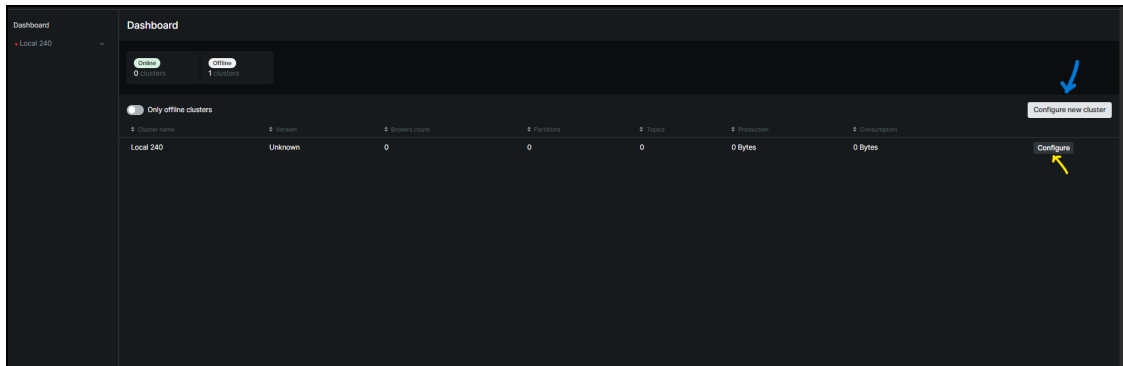 Dashboard
Local 240
Dashboard
Online
0 clusters
Offline
1 clusters
Only offline clusters
Configure new cluster
Cluster name Version Brokers count Partitions Topics Production Consumption
Local 240 Unknown 0 0 0 0 Bytes 0 Bytes Configure